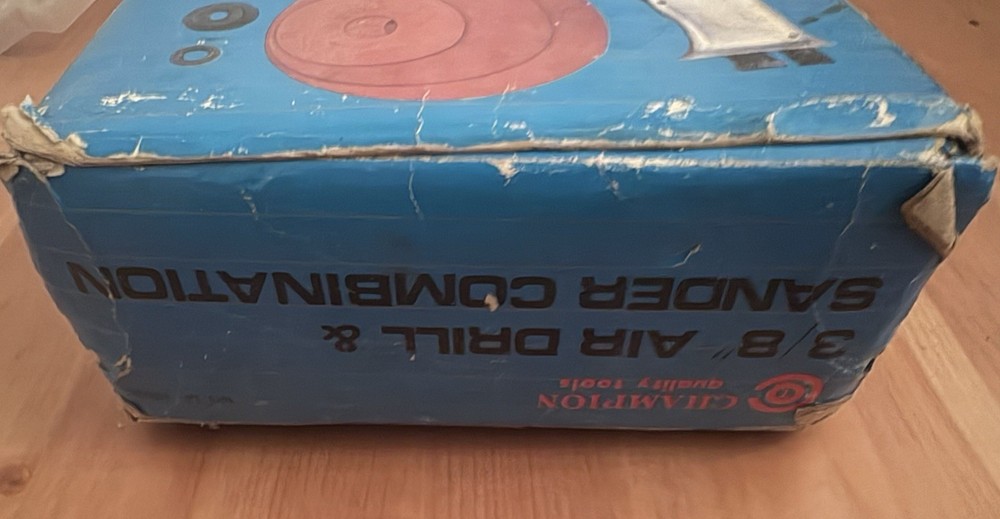 CHAMPION
quality tools
3/8" AIR DRILL &
SANDER COMBINATION